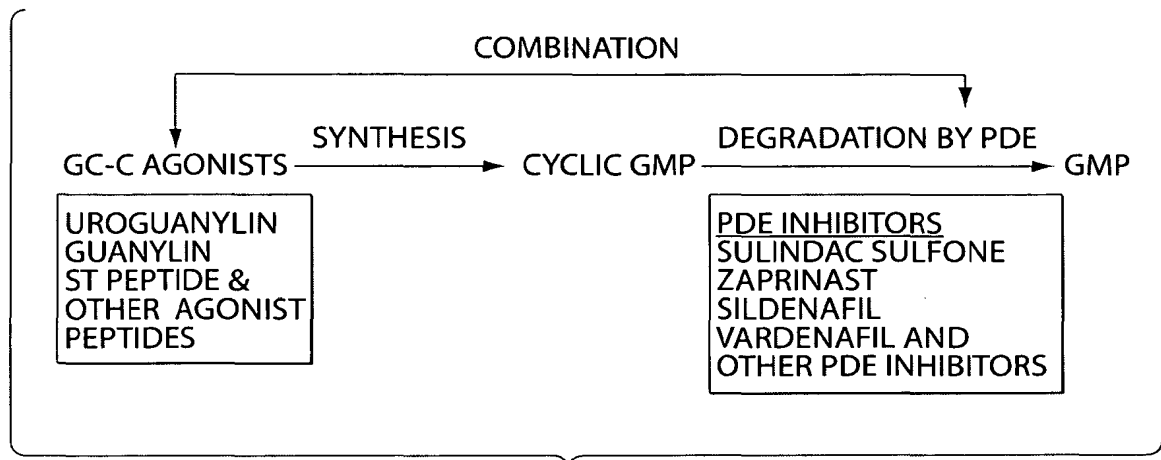 COMBINATION
SYNTHESIS
DEGRADATION BY PDE
GC-C AGONISTS
CYCLIC GMP
GMP
UROGUANYLIN
GUANYLIN
ST PEPTIDE &
OTHER AGONIST
PEPTIDES
PDE INHIBITORS
SULINDAC SULFONE
ZAPRINAST
SILDENAFIL
VARDENAFIL AND
OTHER PDE INHIBITORS